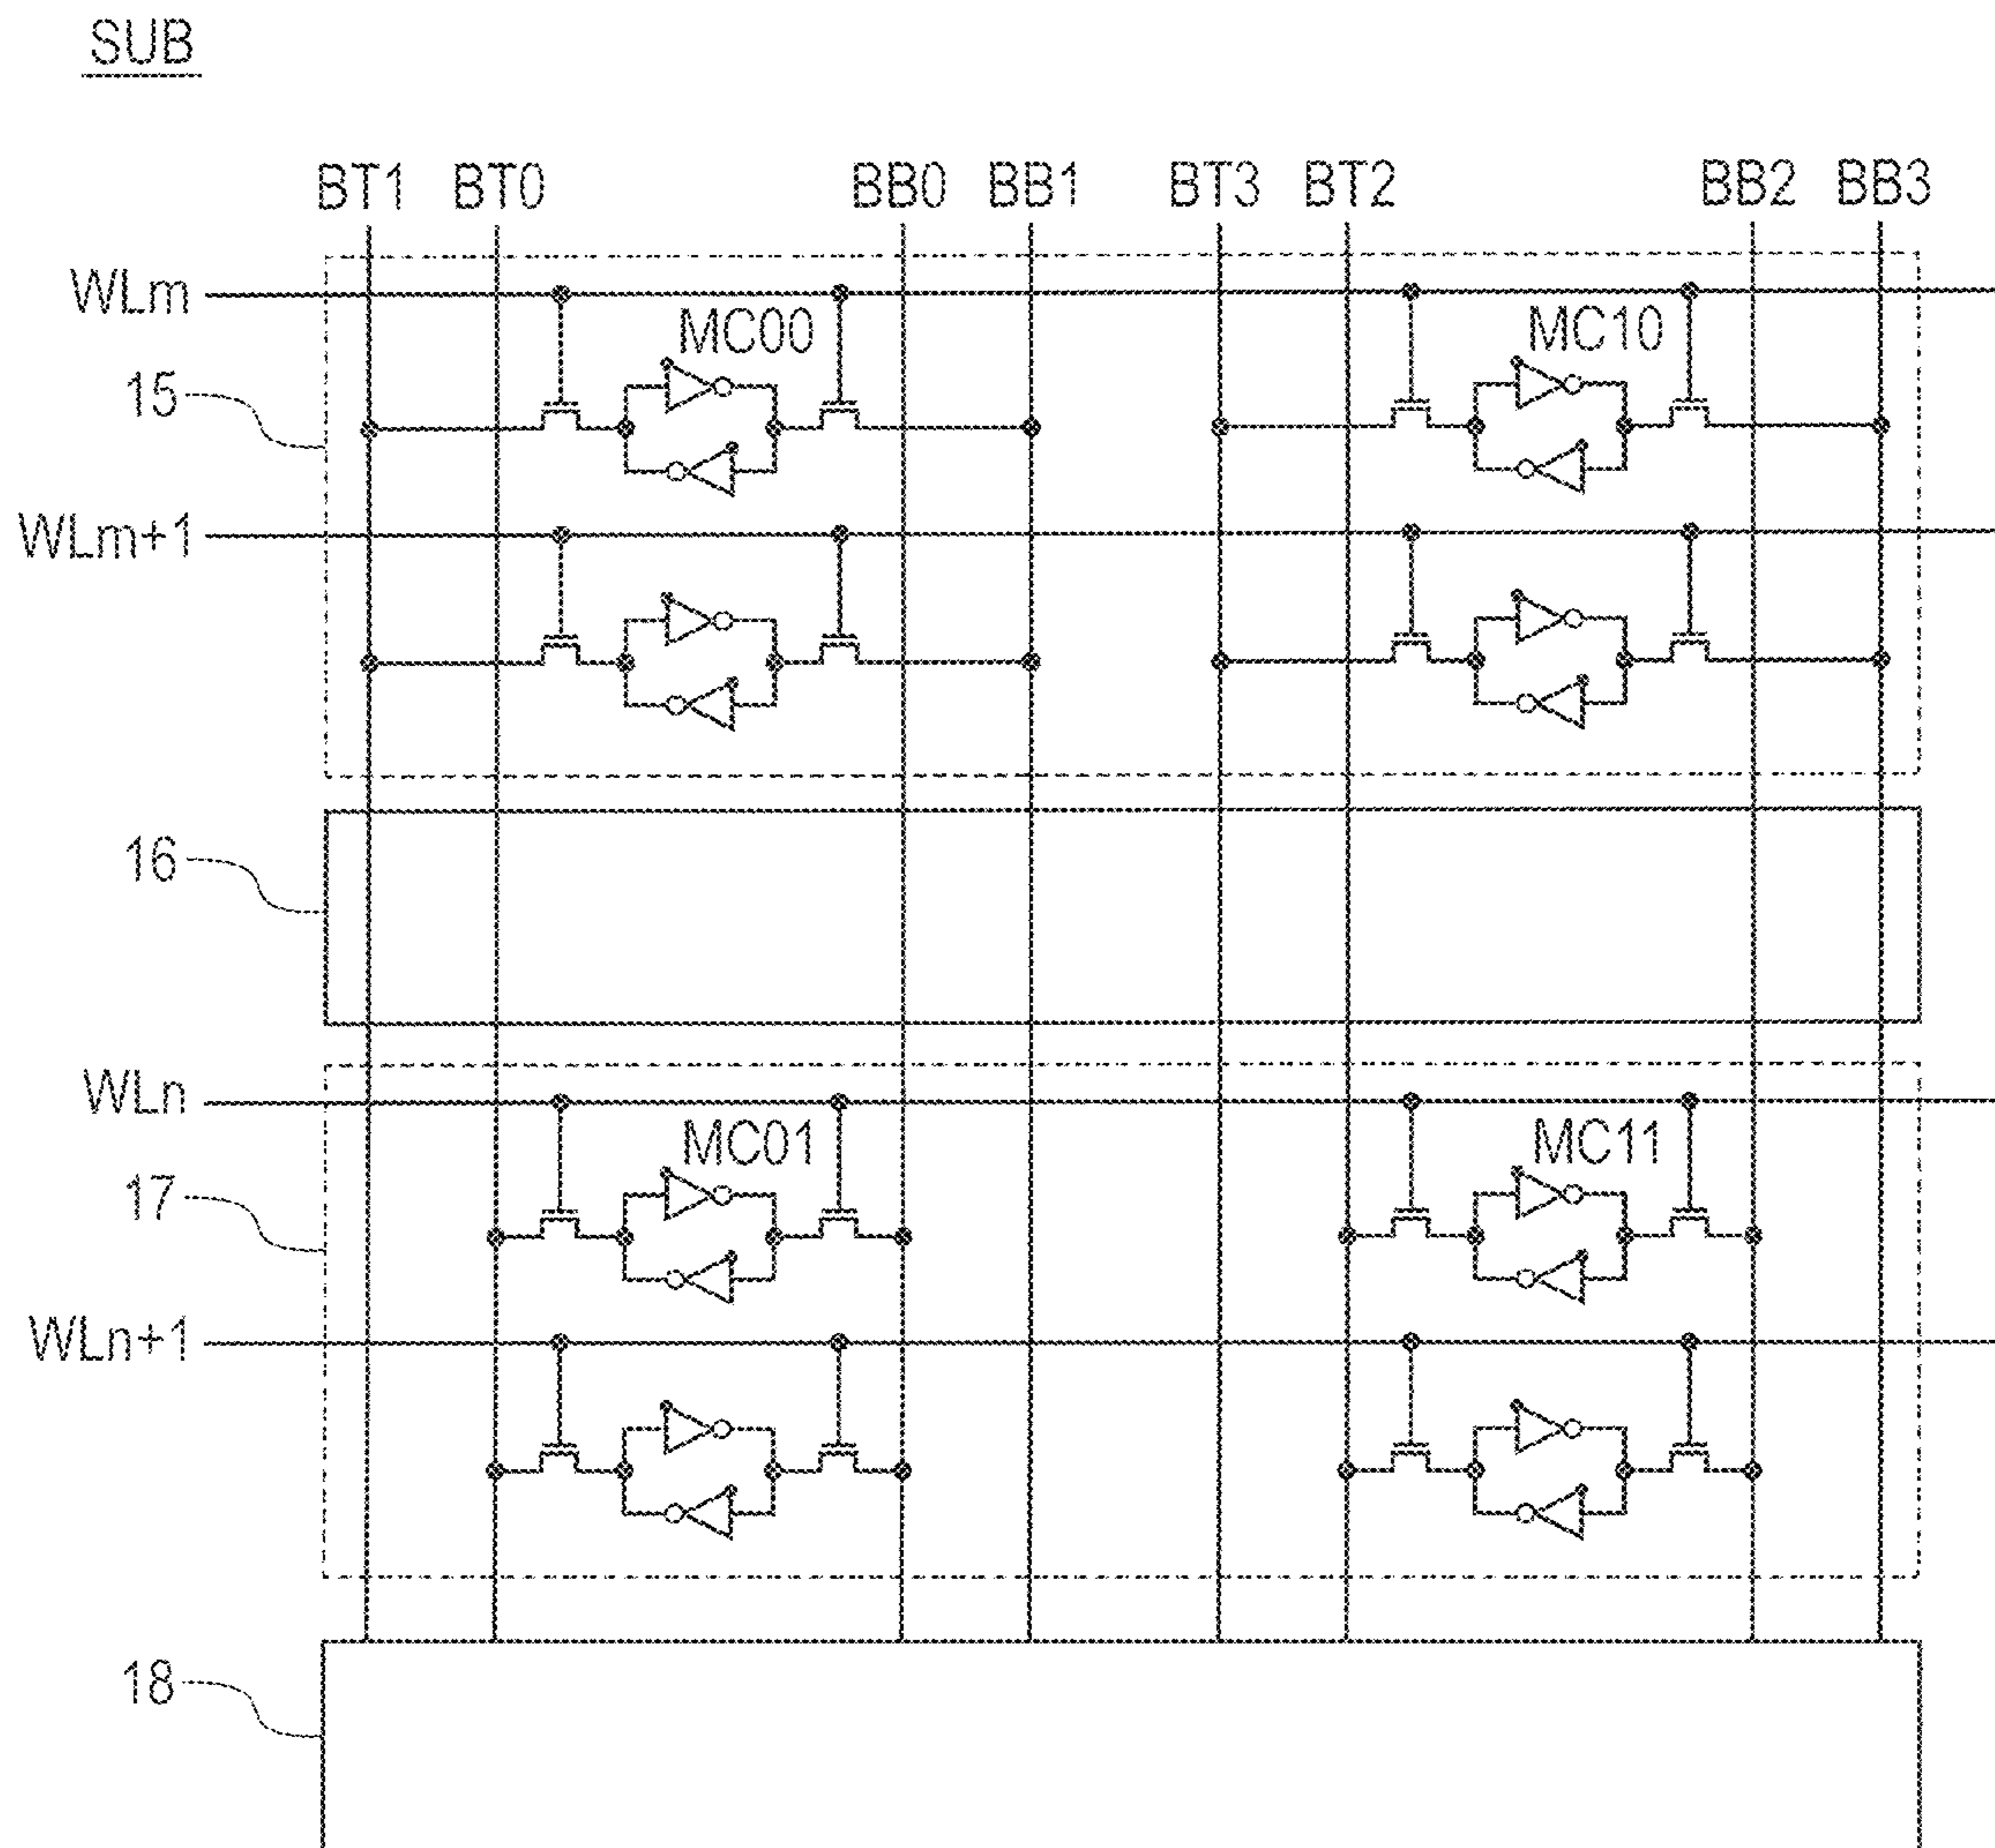 SUB
BT1 BT0 BB0 BB1 BT3 BT2 BB2 BB3
WLm
MC00 MC10
15
WLm+1
16
WLn
MC01 MC11
17
WLn+1
18